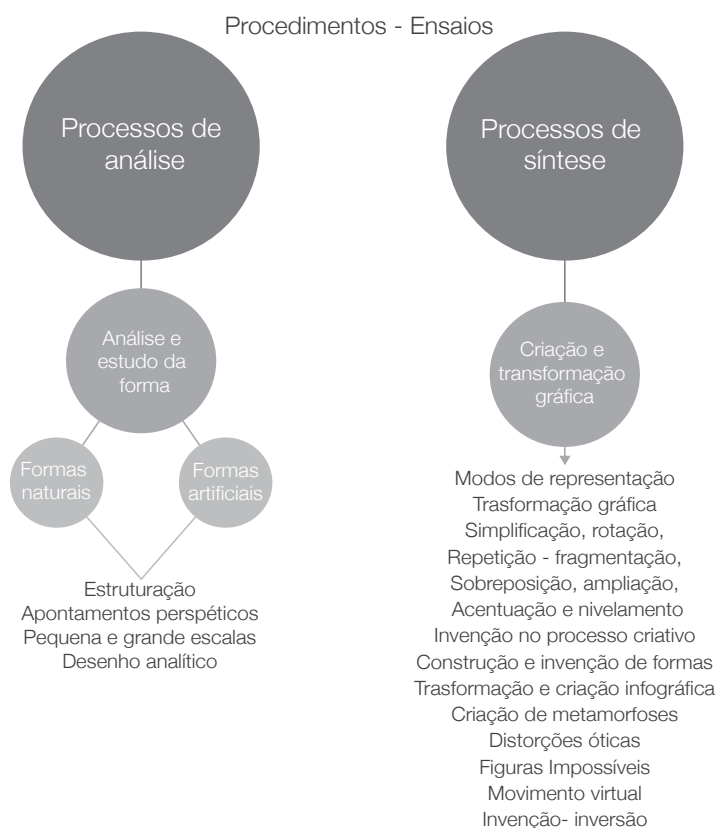 Procedimentos - Ensaios
Processos de
análise
Análise e
estudo da
forma
Formas
naturais
Formas
artificiais
Estruturação
Apontamentos perspéticos
Pequena e grande escalas
Desenho analítico
Processos de
síntese
Criação e
transformação
gráfica
Modos de representação
Trasformação gráfica
Simplificação, rotação,
Repetição - fragmentação,
Sobreposição, ampliação,
Acentuação e nivelamento
Invenção no processo criativo
Construção e invenção de formas
Trasformação e criação infográfica
Criação de metamorfoses
Distorções óticas
Figuras Impossíveis
Movimento virtual
Invenção- inversão